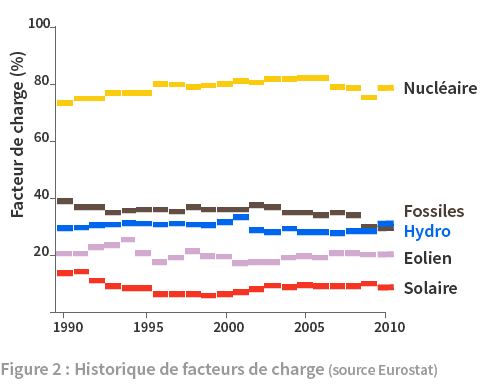 Facteur de charge (%)
100
80
60
40
20
1990 1995 2000 2005 2010
Nucléaire
Fossiles
Hydro
Eolien
Solaire
Figure 2 : Historique de facteurs de charge (source Eurostat)